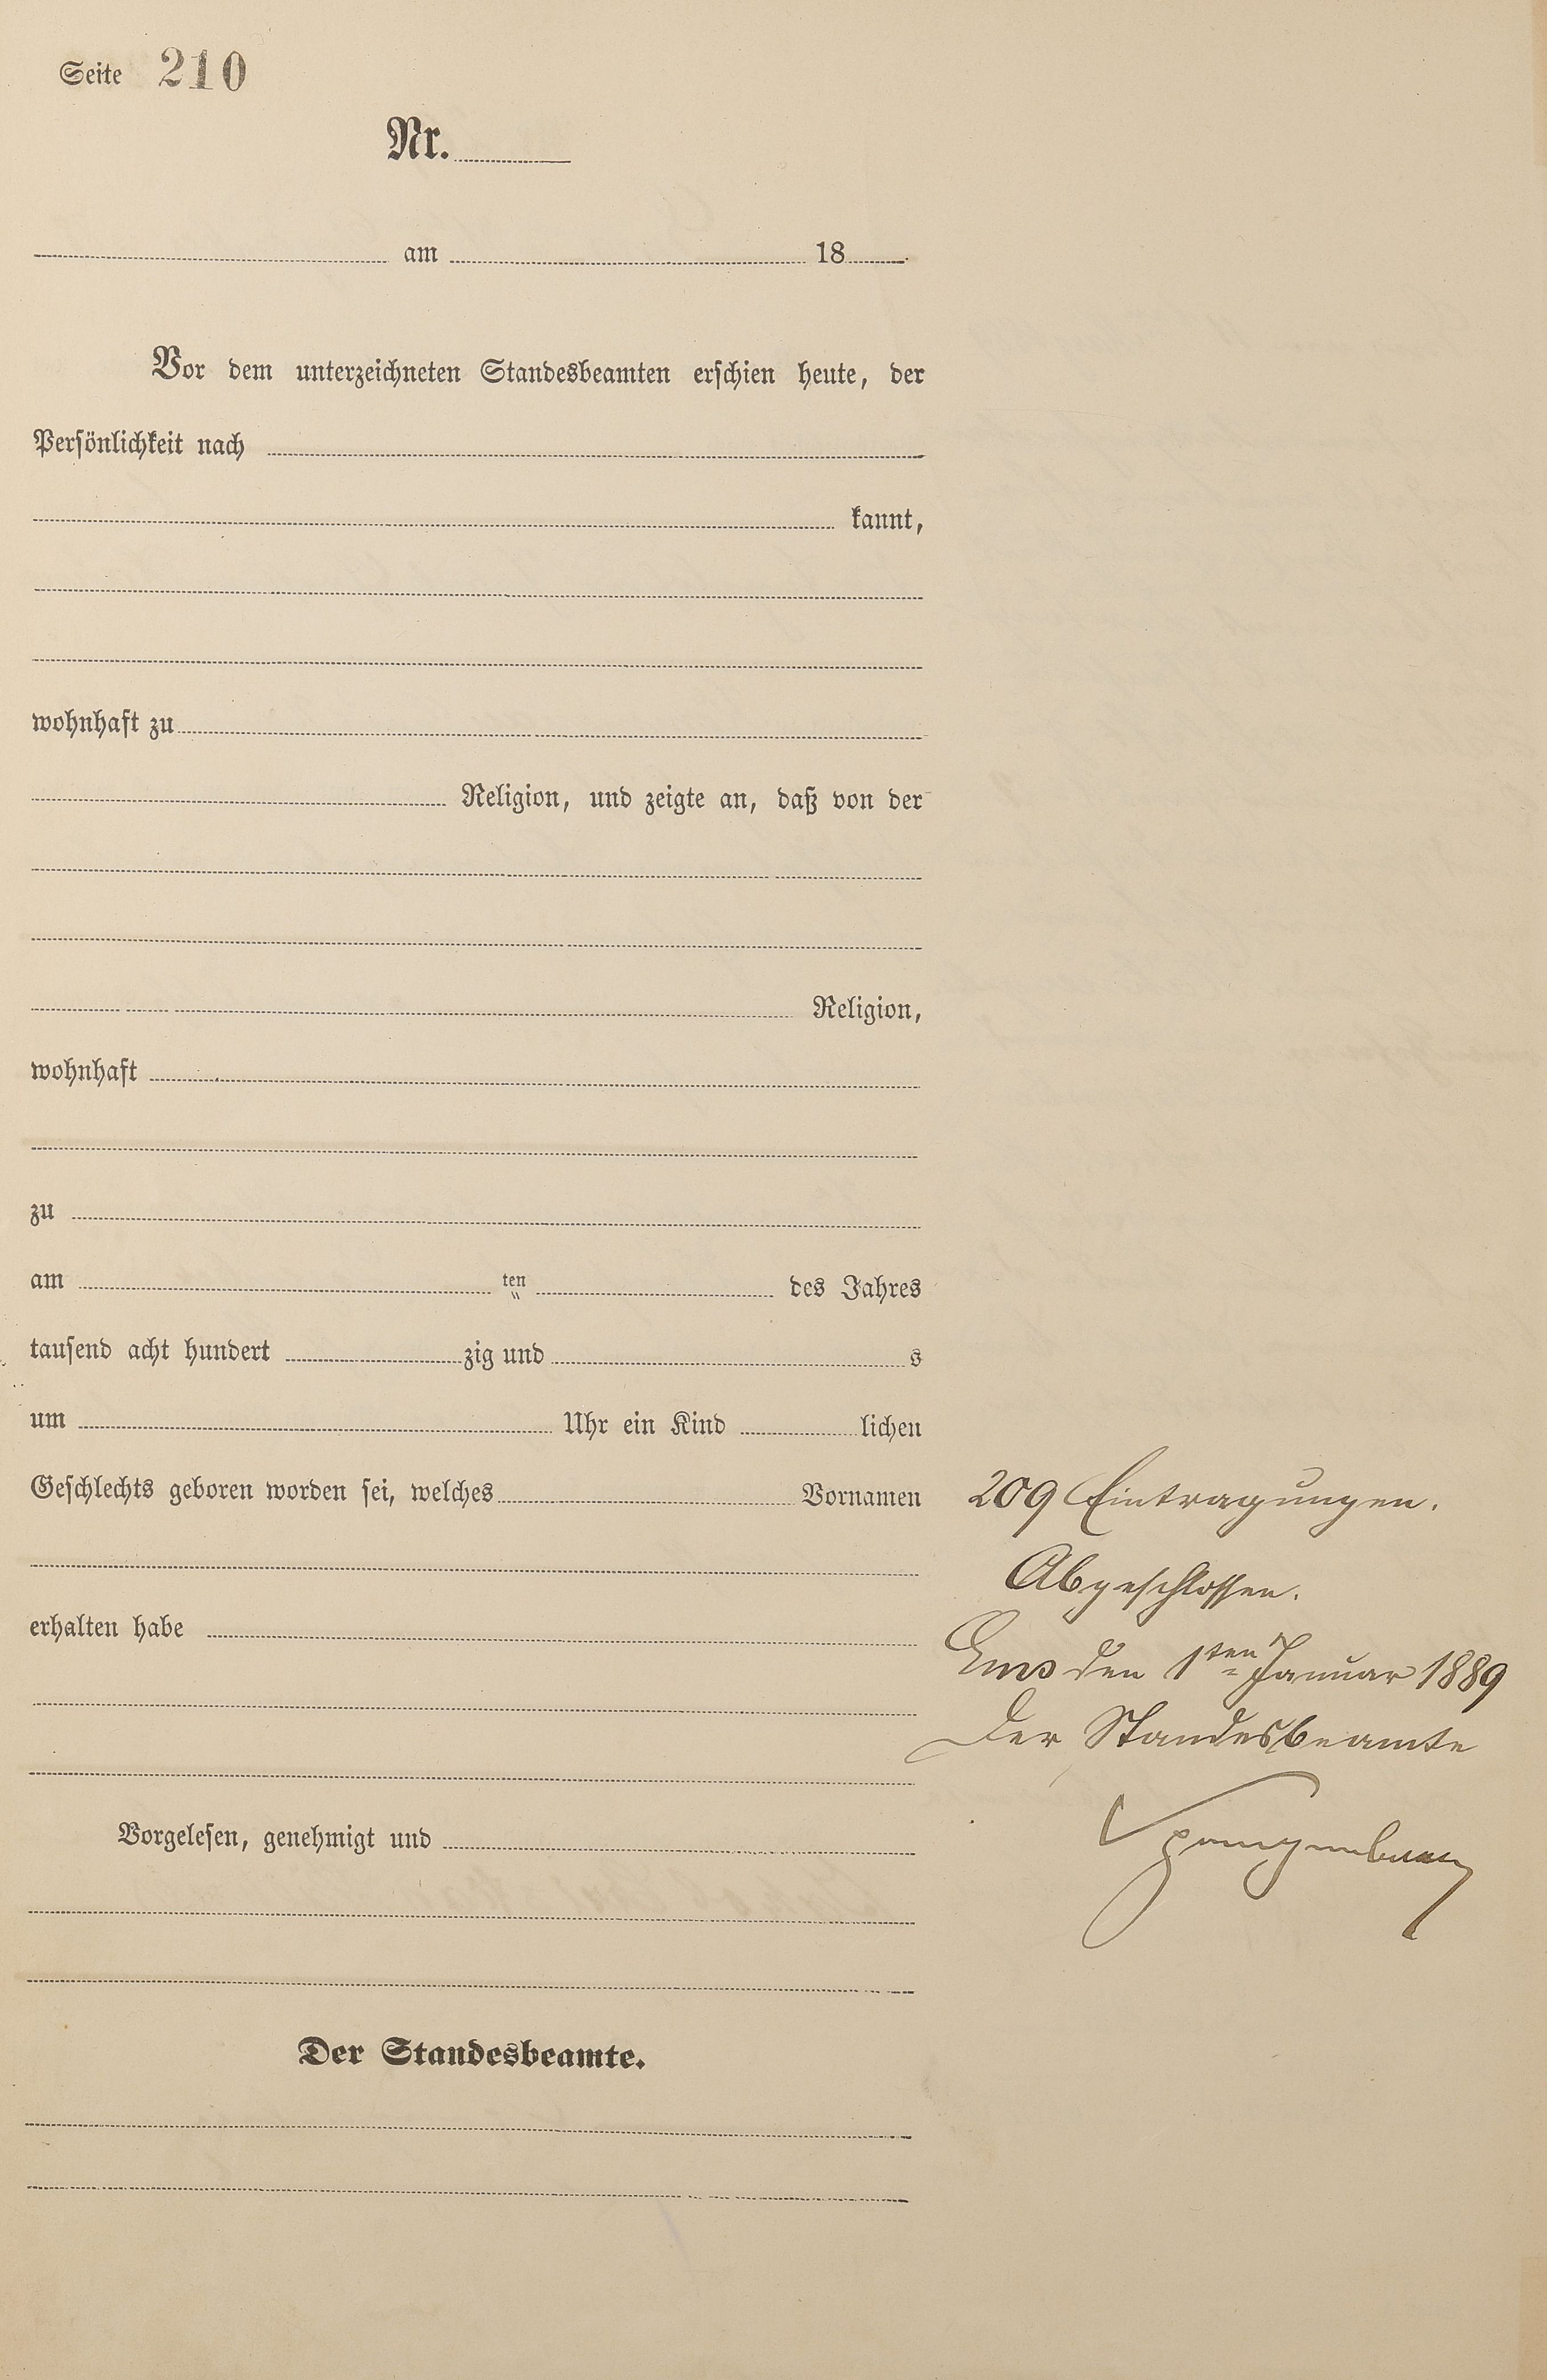 Seite 210
Nr.
am 18
Vor dem unterzeichneten Standesbeamten erschien heute, der
Persönlichkeit nach
kannt,
wohnhaft zu
Religion, und zeigte an, daß von der
Religion,
wohnhaft
zu
am ten des Jahres
tausend acht hundert zig und s
um Uhr ein Kind lichen
Geschlechts geboren worden sei, welches Vornamen
erhalten habe
Vorgelesen, genehmigt und
Der Standesbeamte.
209 Eintragungen.
Abgeschlossen.
Ems den 1ten Januar 1889
Der Standesbeamte
Spangenberg